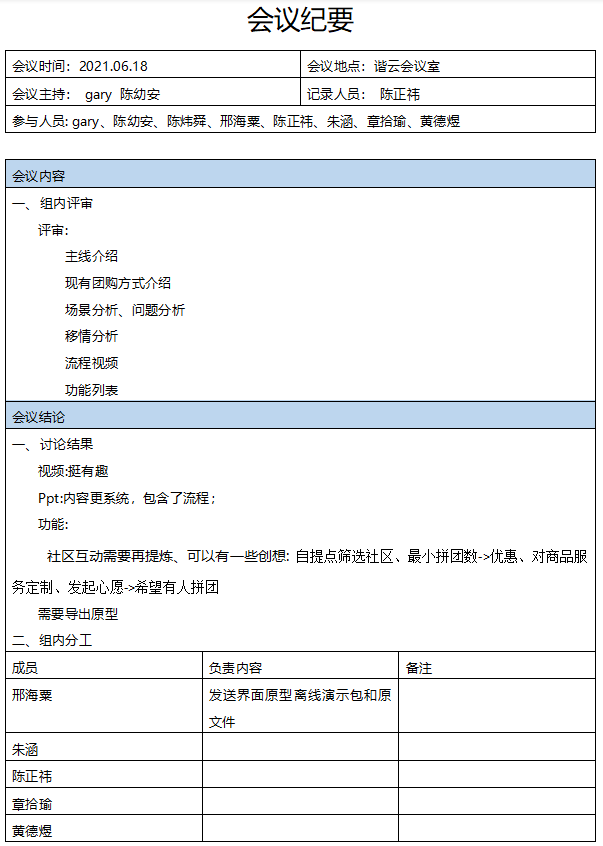 会议纪要
会议时间：2021.06.18
会议地点：谐云会议室
会议主持： gary 陈幼安
记录人员： 陈正祎
参与人员: gary、陈幼安、陈炜舜、邢海粟、陈正祎、朱涵、章拾瑜、黄德煜
会议内容
一、组内评审
评审:
主线介绍
现有团购方式介绍
场景分析、问题分析
移情分析
流程视频
功能列表
会议结论
一、讨论结果
视频:挺有趣
Ppt:内容更系统，包含了流程；
功能:
社区互动需要再提炼、可以有一些创想: 自提点筛选社区、最小拼团数->优惠、对商品服
务定制、发起心愿->希望有人拼团
需要导出原型
二、组内分工
成员 负责内容 备注
邢海粟 发送界面原型离线演示包和原
文件
朱涵
陈正祎
章拾瑜
黄德煜